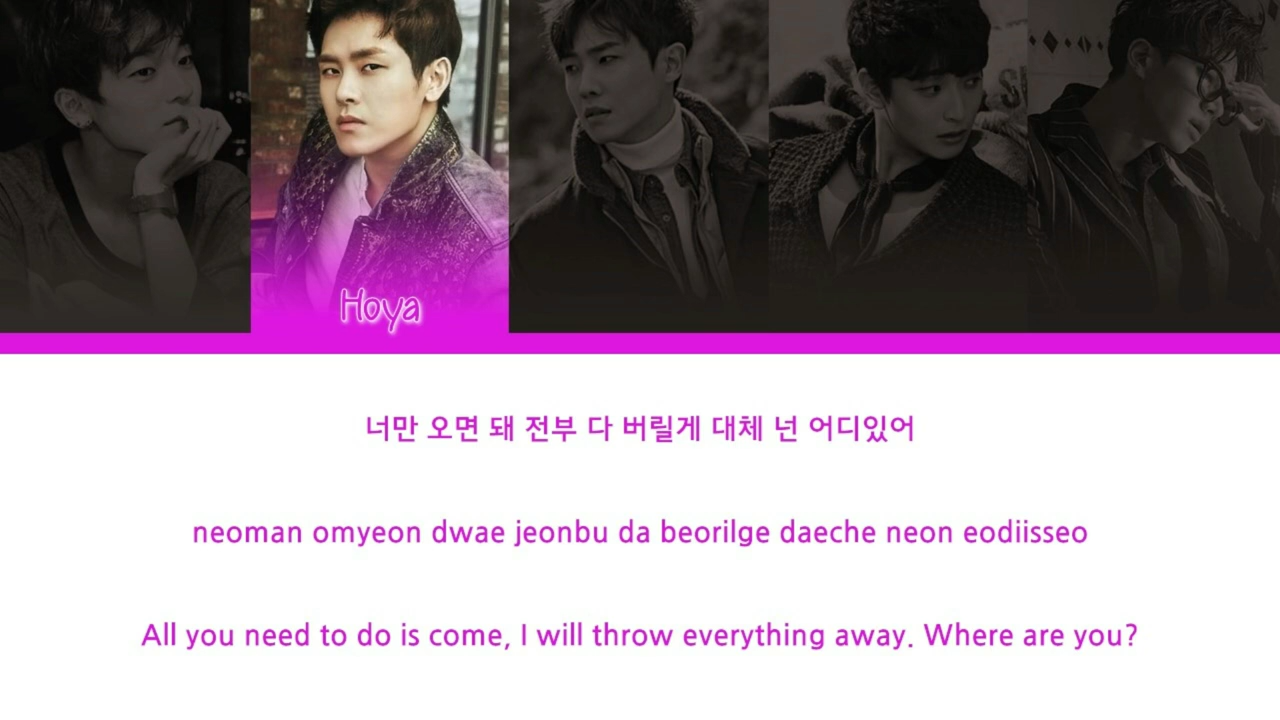 Hoya
너만 오면 돼 전부 다 버릴게 대체 넌 어디있어
neoman omyeon dwae jeonbu da beorilge daeche neon eodiisseo
All you need to do is come, I will throw everything away. Where are you?